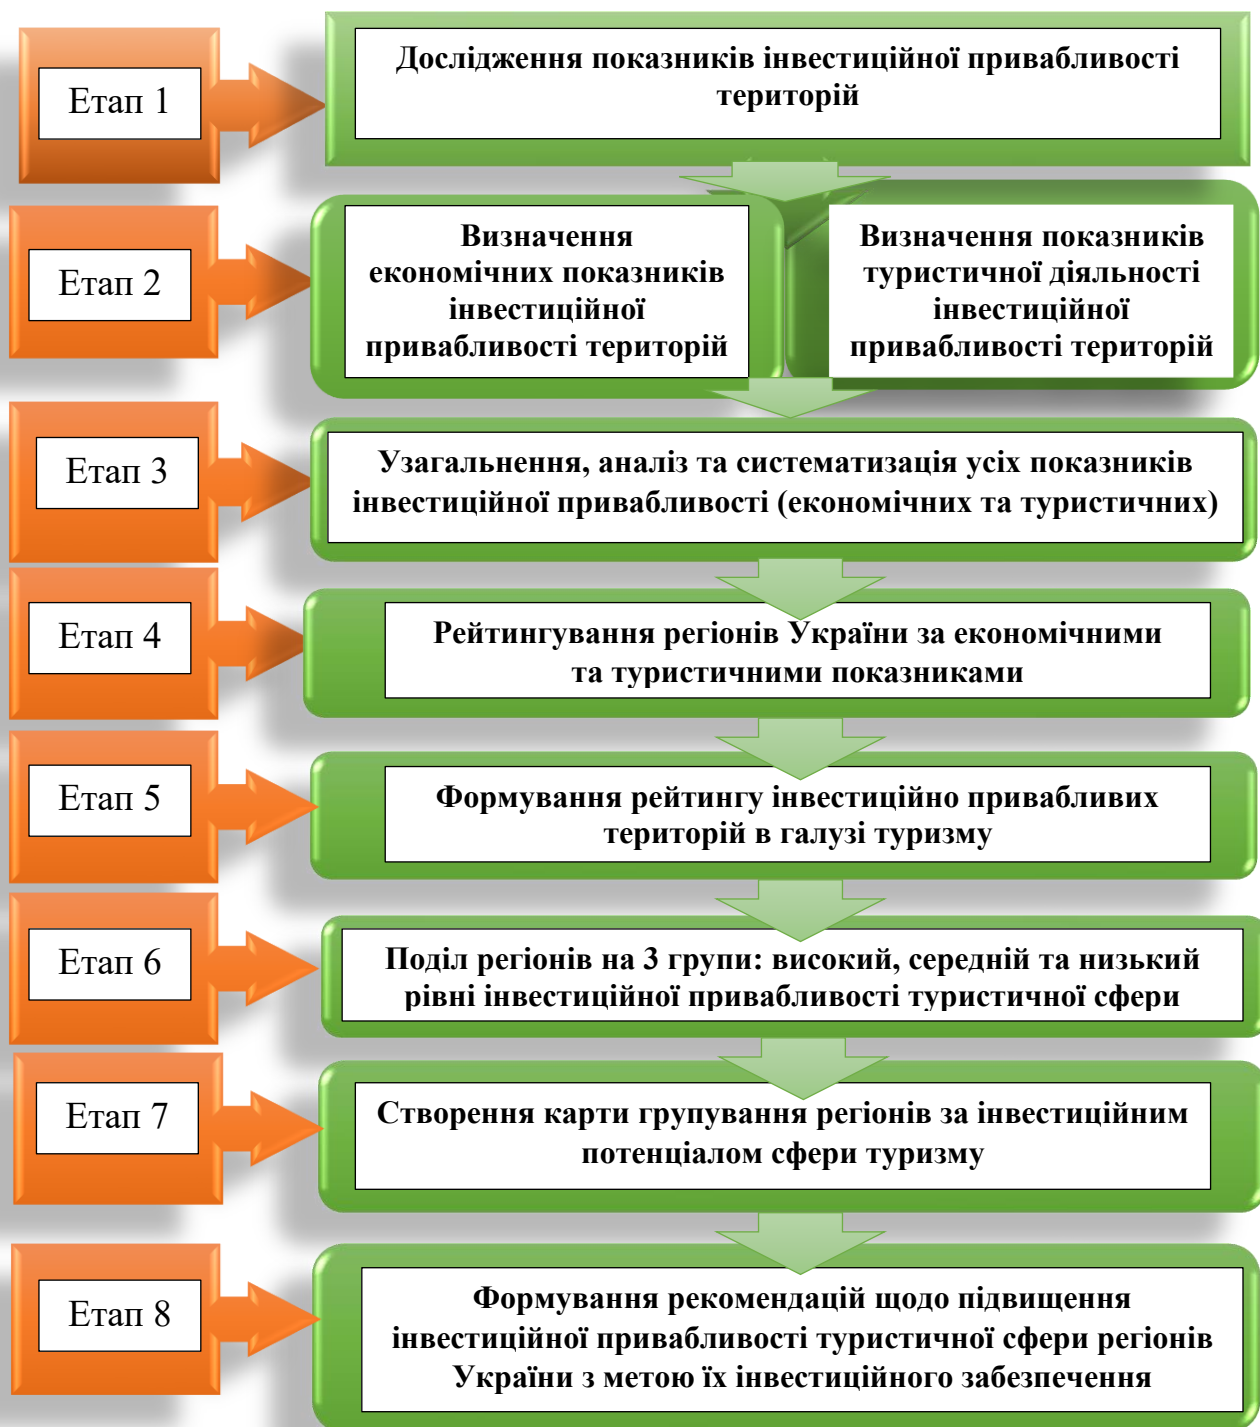 Етап 1
Дослідження показників інвестиційної привабливості
територій
Етап 2
Визначення
економічних показників
інвестиційної
привабливості територій
Визначення показників
туристичної діяльності
інвестиційної
привабливості територій
Етап 3
Узагальнення, аналіз та систематизація усіх показників
інвестиційної привабливості (економічних та туристичних)
Етап 4
Рейтингування регіонів України за економічними
та туристичними показниками
Етап 5
Формування рейтингу інвестиційно привабливих
територій в галузі туризму
Етап 6
Поділ регіонів на 3 групи: високий, середній та низький
рівні інвестиційної привабливості туристичної сфери
Етап 7
Створення карти групування регіонів за інвестиційним
потенціалом сфери туризму
Етап 8
Формування рекомендацій щодо підвищення
інвестиційної привабливості туристичної сфери регіонів
України з метою їх інвестиційного забезпечення